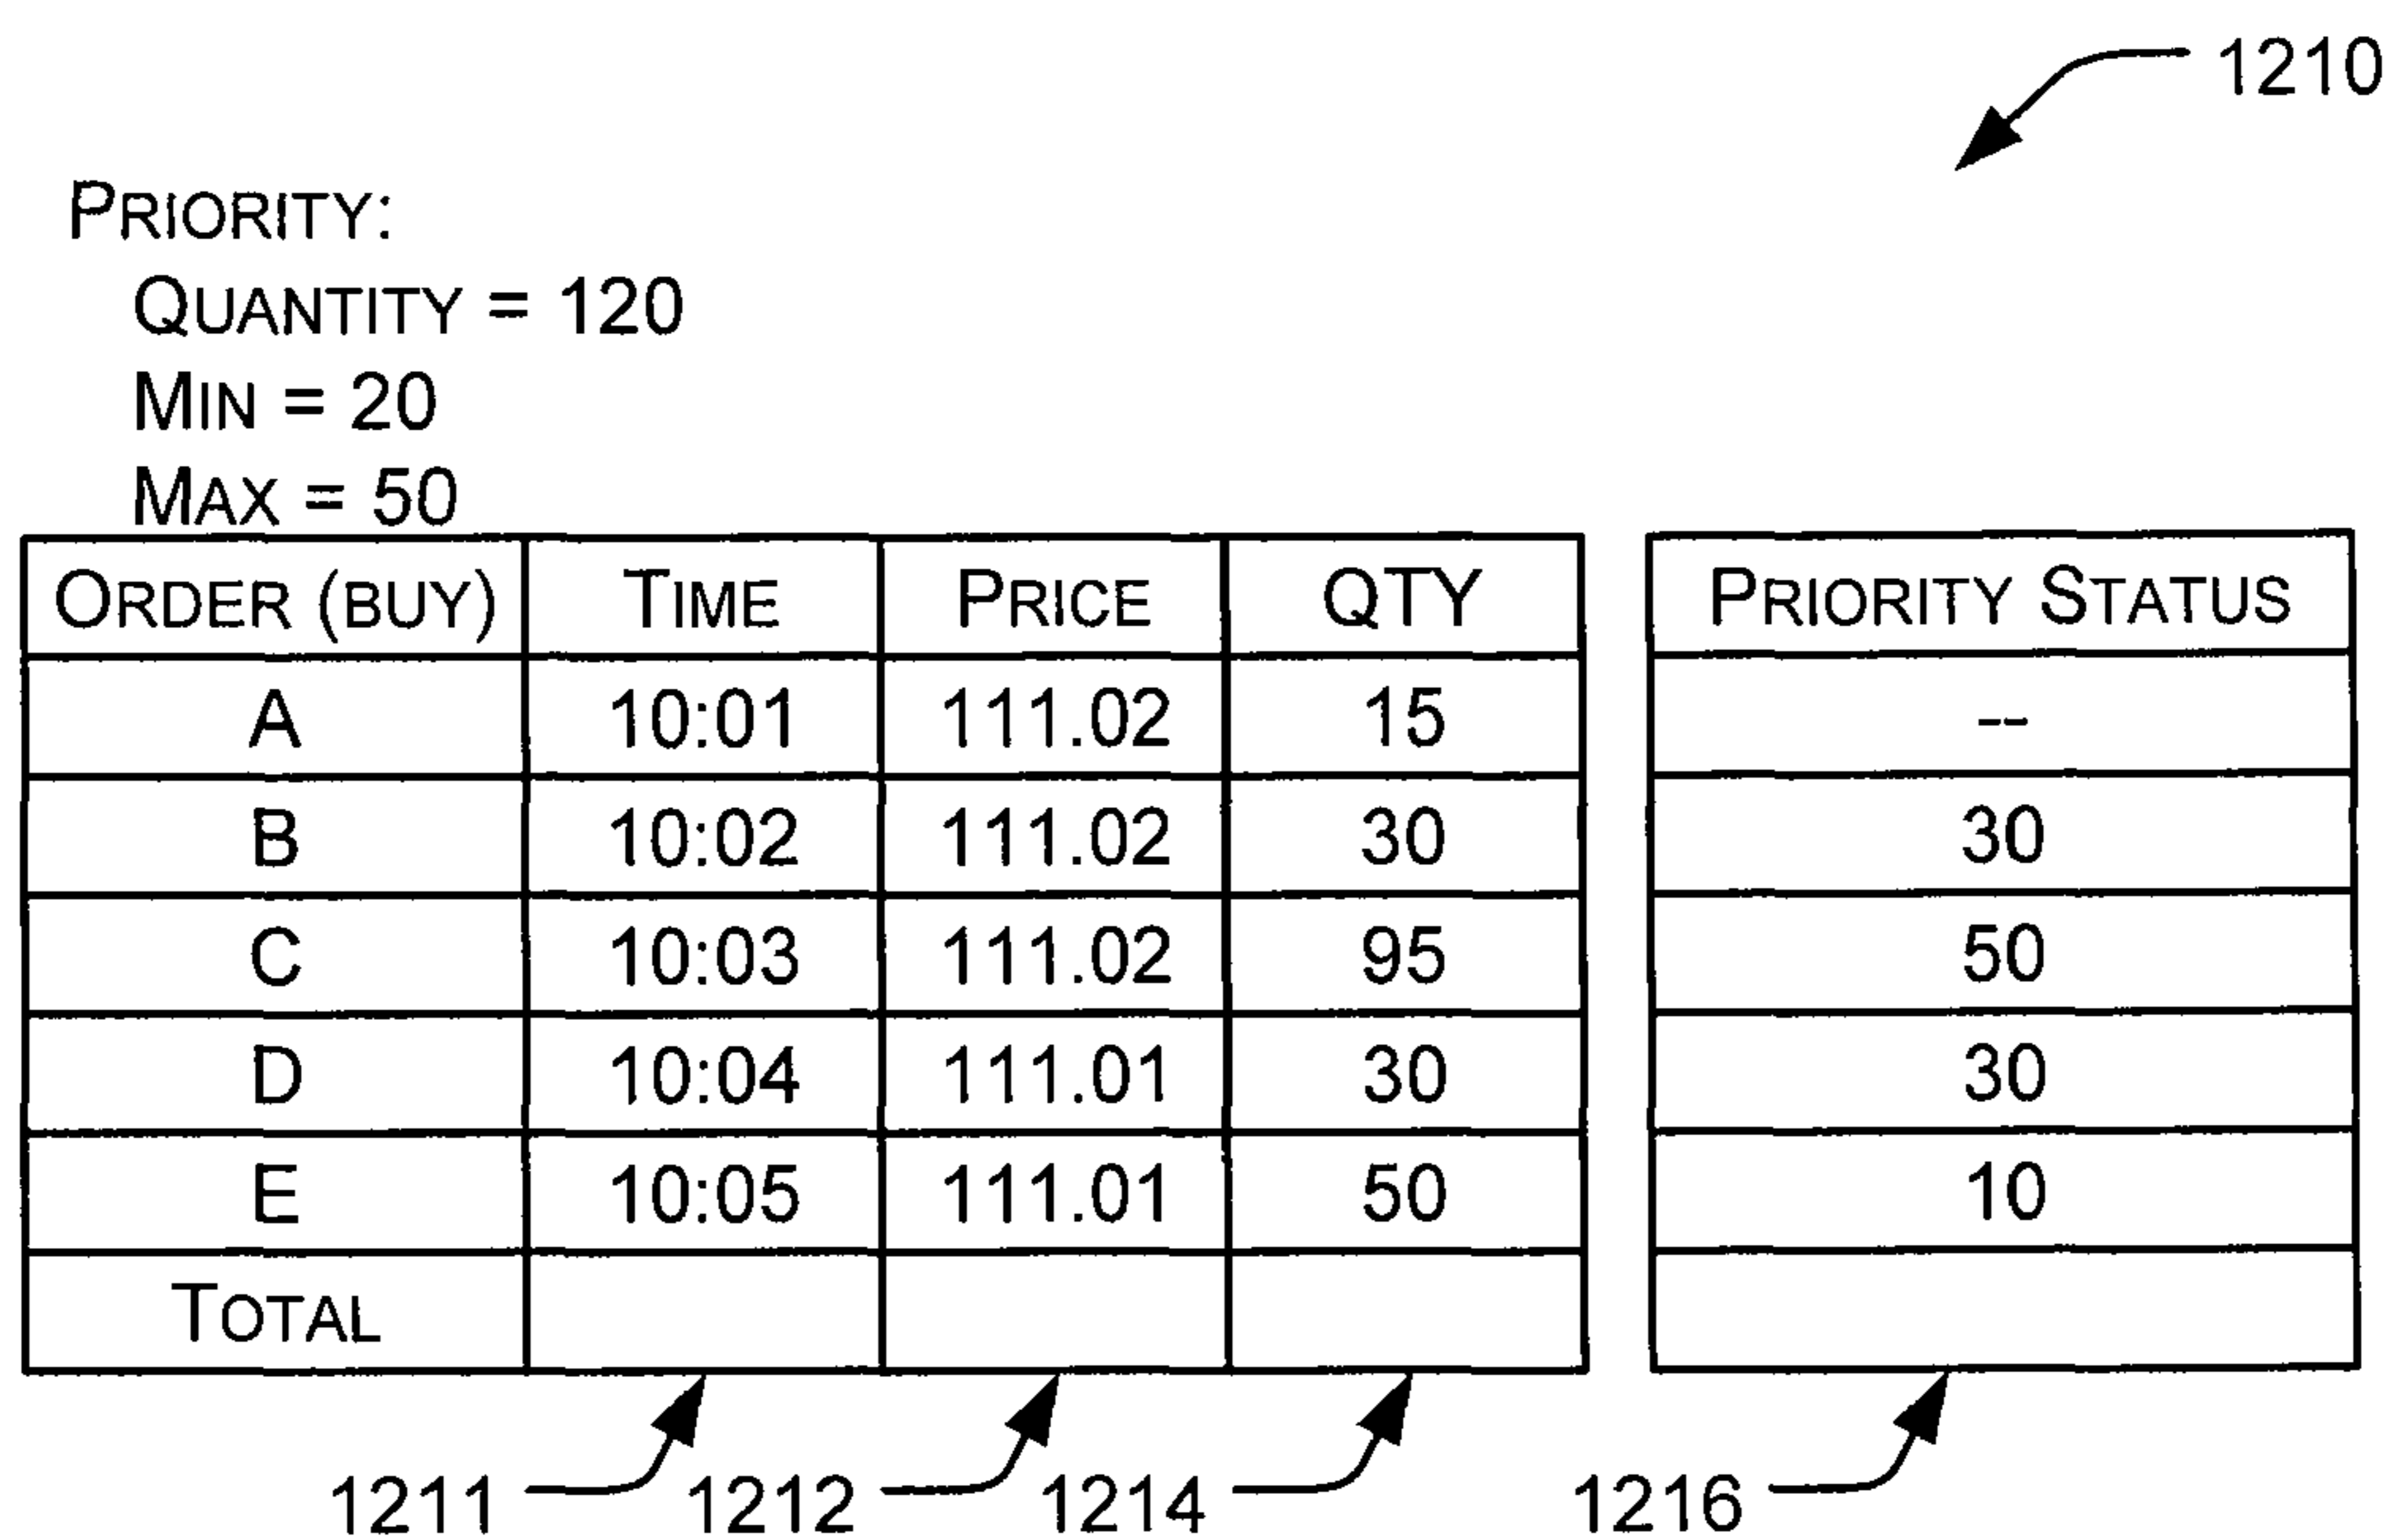 1210
PRIORITY:
QUANTITY = 120
MIN = 20
MAX = 50
ORDER (BUY) TIME PRICE QTY PRIORITY STATUS
A 10:01 111.02 15 --
B 10:02 111.02 30 30
C 10:03 111.02 95 50
D 10:04 111.01 30 30
E 10:05 111.01 50 10
TOTAL
1211 1212 1214 1216